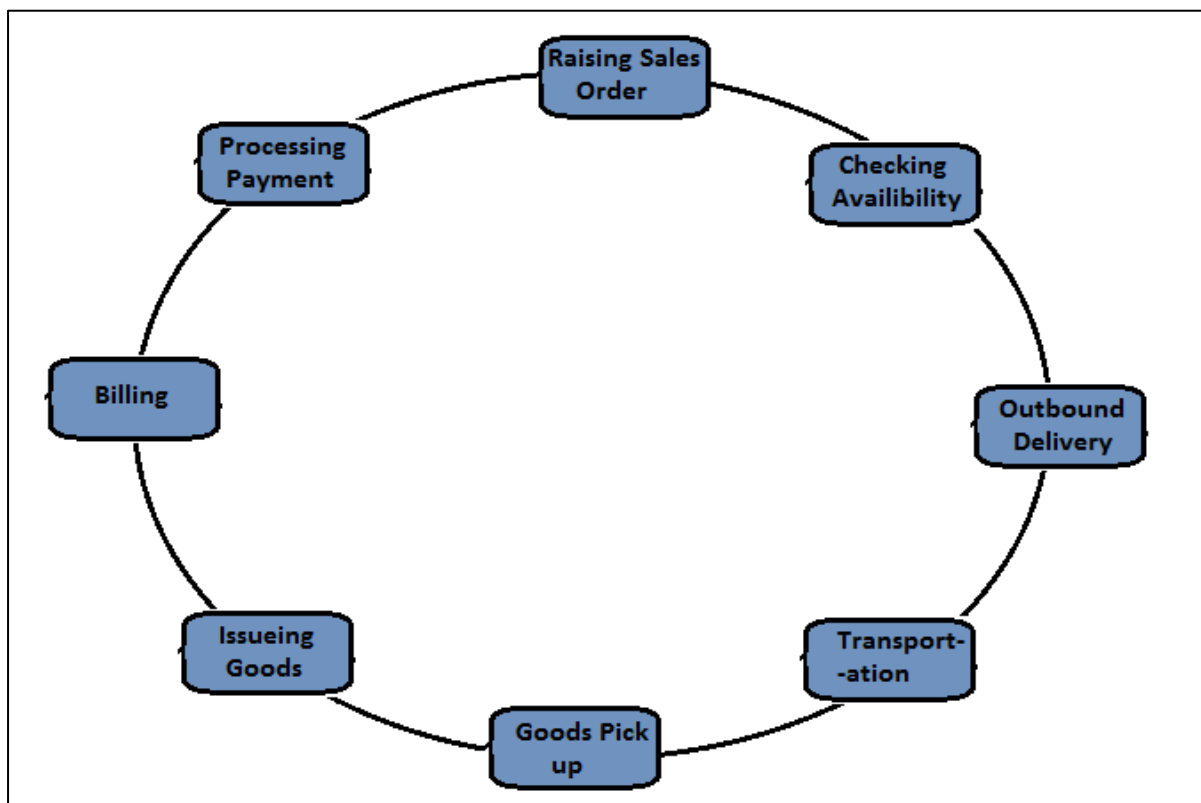 Raising Sales
Order
Checking
Availibility
Outbound
Delivery
Transport-
-ation
Goods Pick
up
Issueing
Goods
Billing
Processing
Payment